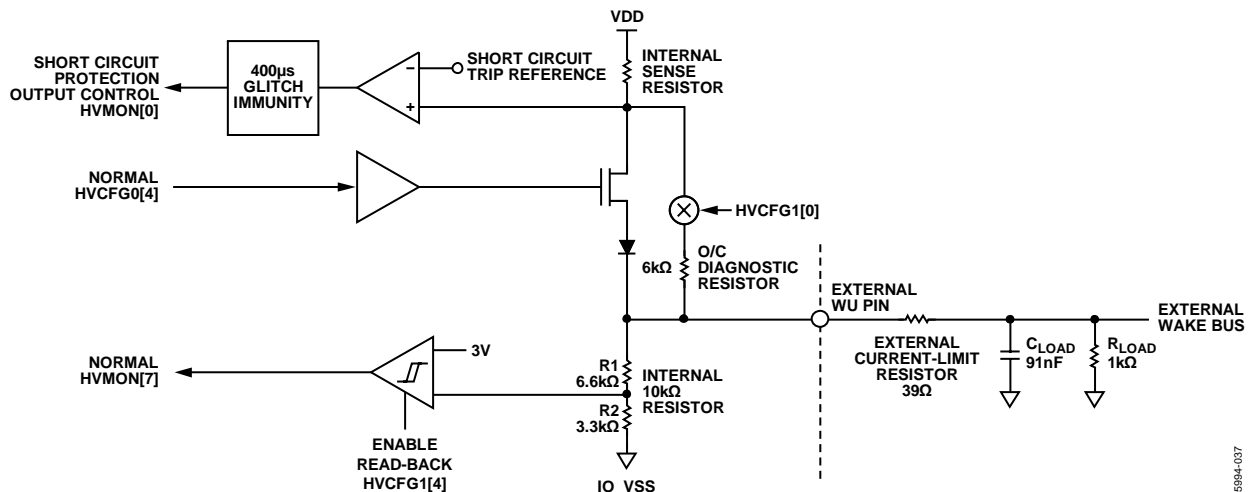 VDD
SHORT CIRCUIT
PROTECTION
OUTPUT CONTROL
HVMON[0]
400µs
GLITCH
IMMUNITY
–
+
SHORT CIRCUIT
TRIP REFERENCE
INTERNAL
SENSE
RESISTOR
NORMAL
HVCFG0[4]
HVCFG1[0]
6kΩ
O/C
DIAGNOSTIC
RESISTOR
EXTERNAL
WU PIN
EXTERNAL
WAKE BUS
EXTERNAL
CURRENT-LIMIT
RESISTOR
39Ω
CLOAD
91nF
RLOAD
1kΩ
NORMAL
HVMON[7]
3V
R1
6.6kΩ
INTERNAL
10kΩ
RESISTOR
R2
3.3kΩ
ENABLE
READ-BACK
HVCFG1[4]
IO_VSS
5994-037